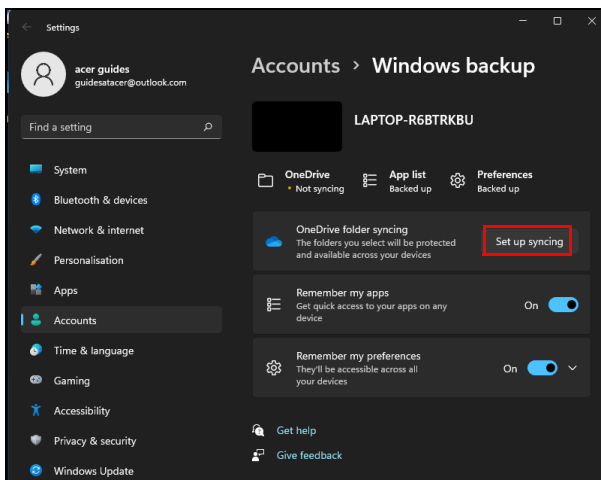 Settings
acer guides
guidesatacer@outlook.com
Find a setting
System
Bluetooth & devices
Network & internet
Personalisation
Apps
Accounts
Time & language
Gaming
Accessibility
Privacy & security
Windows Update
Accounts > Windows backup
LAPTOP-R6BTRKBU
OneDrive
• Not syncing
App list
Backed up
Preferences
Backed up
OneDrive folder syncing
The folders you select will be protected
and available across your devices
Set up syncing
Remember my apps
Get quick access to your apps on any
device
On
Remember my preferences
They'll be accessible across all
your devices
On
Get help
Give feedback